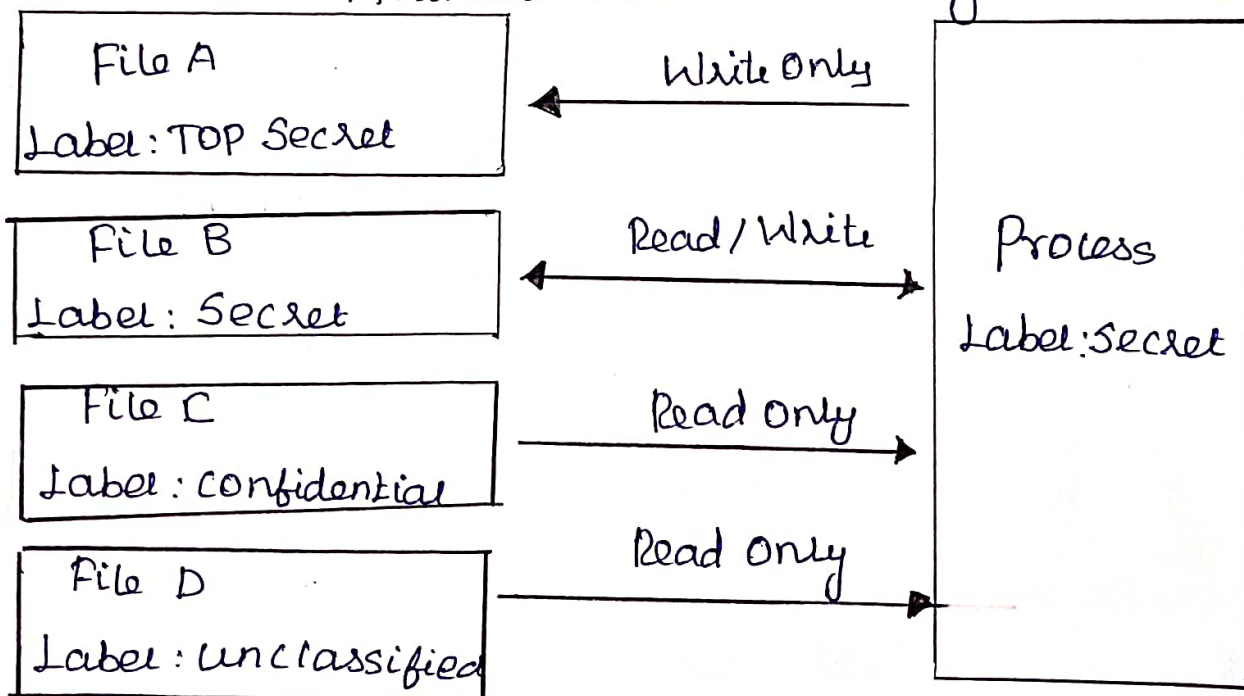 File A
Label: TOP Secret
Write Only
File B
Label: Secret
Read/Write
File C
Label: confidential
Read only
File D
Label: unclassified
Read only
Process
Label: Secret